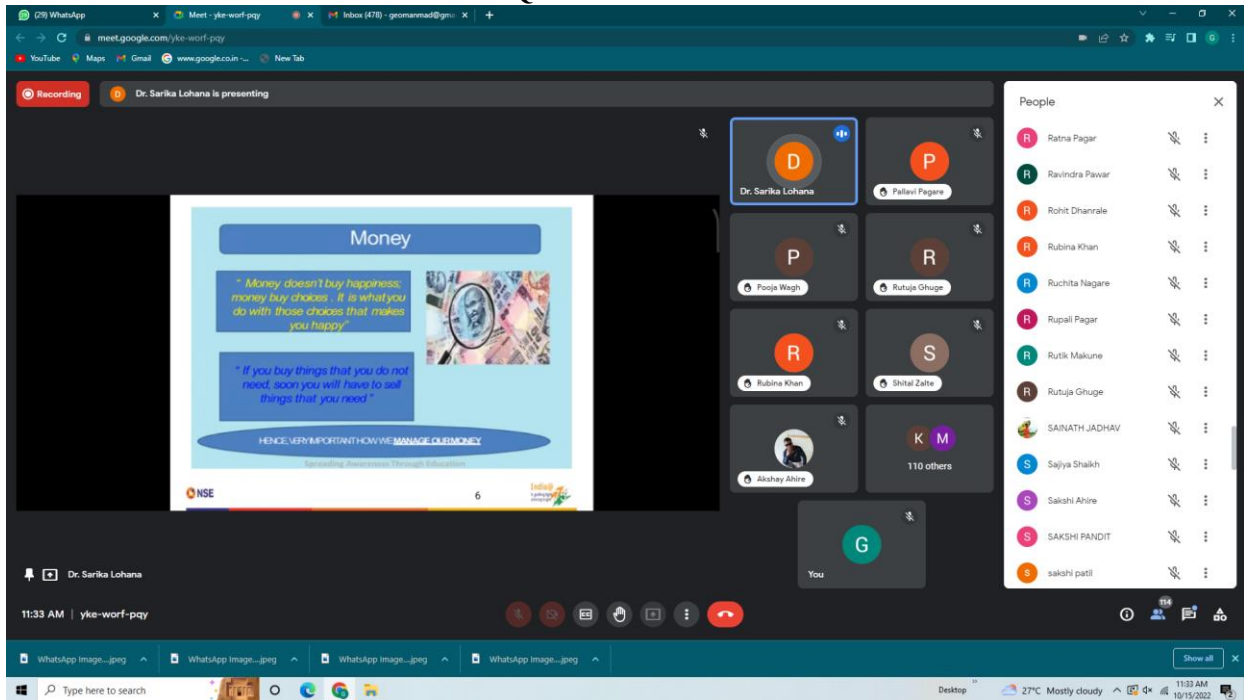 (29) WhatsApp
Meet - yke-worf-pqy
Inbox (478) - geomanmad@gma
meet.google.com/yke-worf-pqy
YouTube
Maps
Gmail
www.google.co.in -...
New Tab
Recording
D
Dr. Sarika Lohana is presenting
Money
" Money doesn't buy happiness;
money buy choices . It is what you
do with those choices that makes
you happy"
" If you buy things that you do not
need, soon you will have to sell
things that you need "
HENCE, VERY IMPORTANT HOW WE MANAGE OUR MONEY
Spreading Awareness Through Education
NSE
6
D
Dr. Sarika Lohana
P
Pallavi Pagare
P
Pooja Wagh
R
Rutuja Ghuge
R
Rubina Khan
S
Shital Zalte
Akshay Ahire
K M
110 others
G
You
People
R Ratna Pagar
R Ravindra Pawar
R Rohit Dhanrale
R Rubina Khan
R Ruchita Nagare
R Rupali Pagar
R Rutik Makune
R Rutuja Ghuge
SAINATH JADHAV
S Sajiya Shaikh
S Sakshi Ahire
S SAKSHI PANDIT
S sakshi patil
Dr. Sarika Lohana
11:33 AM | yke-worf-pqy
114
WhatsApp Image....jpeg
WhatsApp Image....jpeg
WhatsApp Image....jpeg
WhatsApp Image....jpeg
Show all
Type here to search
Desktop
27°C Mostly cloudy
11:33 AM
10/15/2022
2